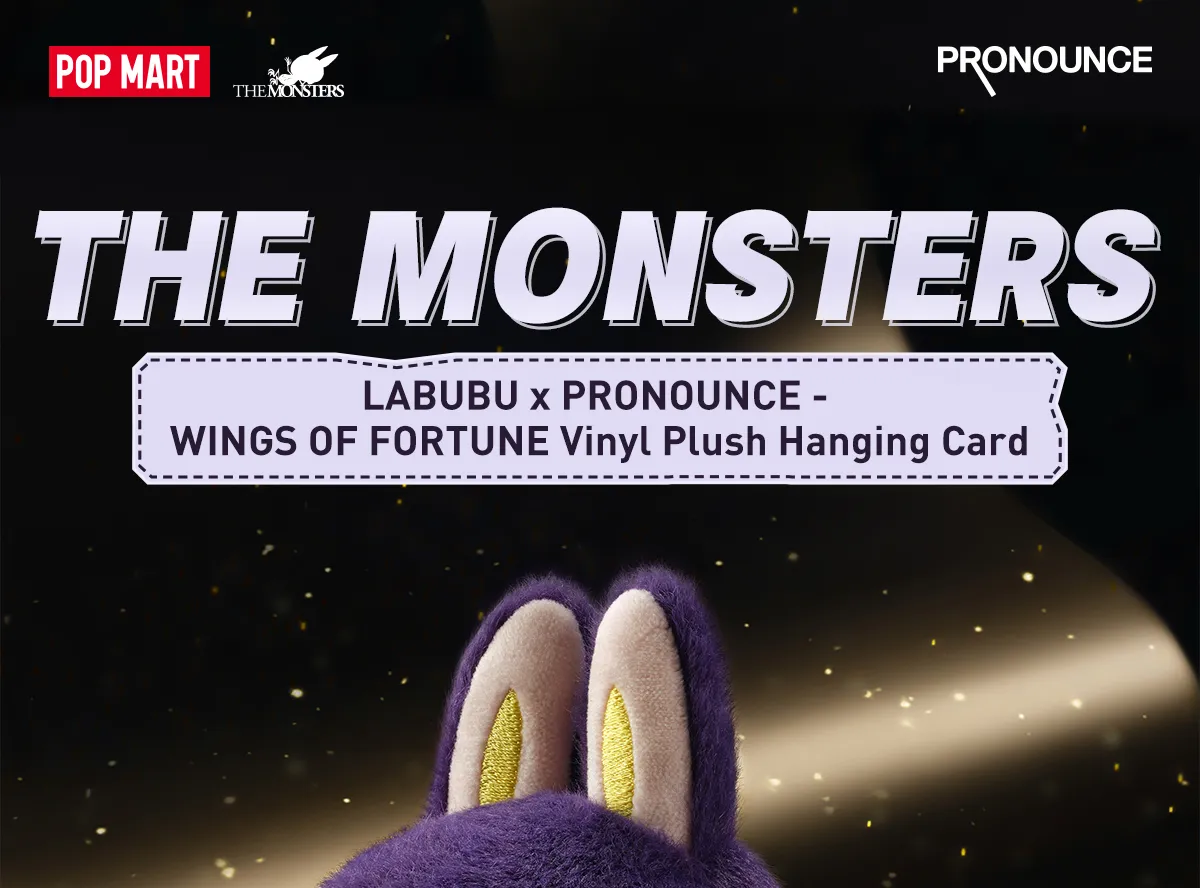 POP MART
THE MONSTERS
PRONOUNCE
THE MONSTERS
LABUBU x PRONOUNCE -
WINGS OF FORTUNE Vinyl Plush Hanging Card